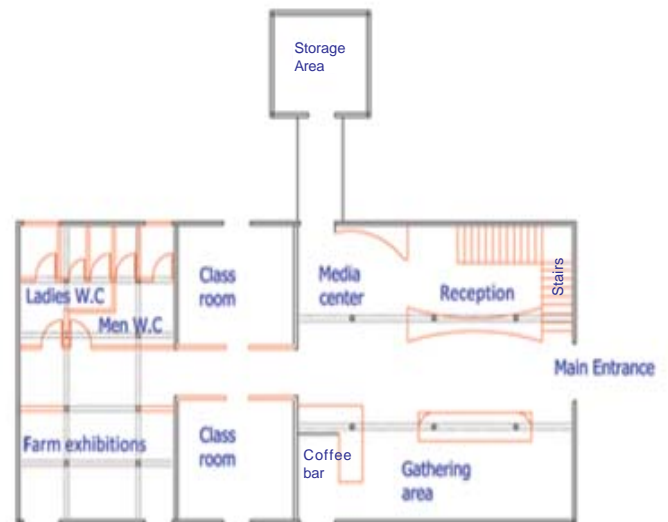 Storage
Area
Class
room
Media
center
Reception
Stairs
Ladies W.C
Men W.C
Main Entrance
Farm exhibitions
Class
room
Coffee
bar
Gathering
area